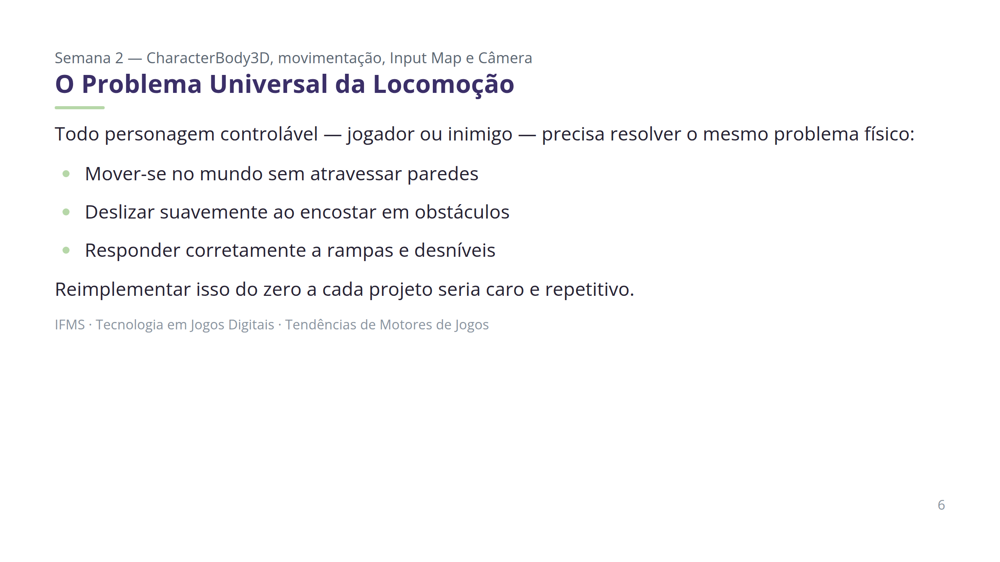 Semana 2 — CharacterBody3D, movimentação, Input Map e Câmera
O Problema Universal da Locomoção
Todo personagem controlável — jogador ou inimigo — precisa resolver o mesmo problema físico:
Mover-se no mundo sem atravessar paredes
Deslizar suavemente ao encostar em obstáculos
Responder corretamente a rampas e desníveis
Reimplementar isso do zero a cada projeto seria caro e repetitivo.
IFMS · Tecnologia em Jogos Digitais · Tendências de Motores de Jogos
6